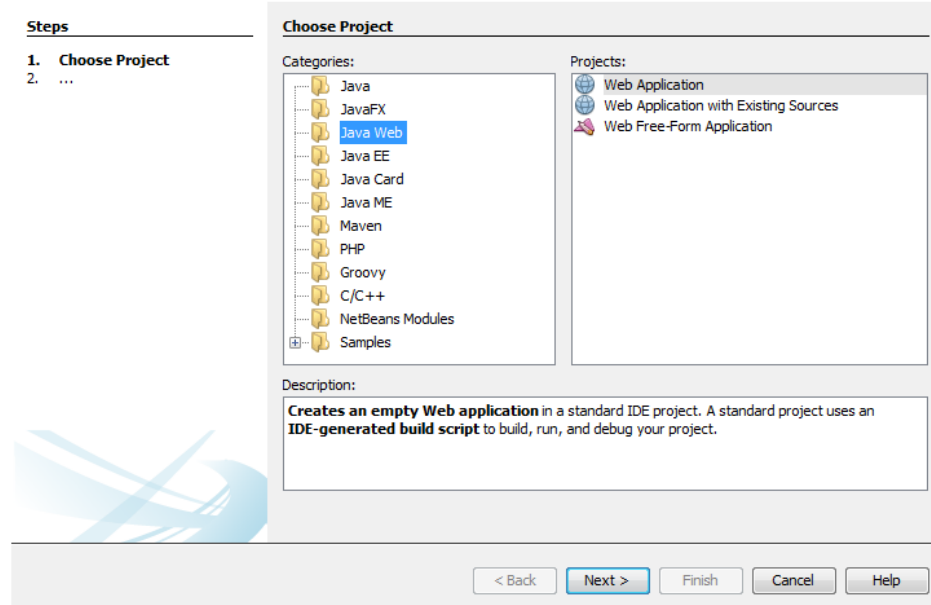 Steps
1. Choose Project
2. ...
Choose Project
Categories:
Java
JavaFX
Java Web
Java EE
Java Card
Java ME
Maven
PHP
Groovy
C/C++
NetBeans Modules
Samples
Projects:
Web Application
Web Application with Existing Sources
Web Free-Form Application
Description:
Creates an empty Web application in a standard IDE project. A standard project uses an
IDE-generated build script to build, run, and debug your project.
< Back Next > Finish Cancel Help